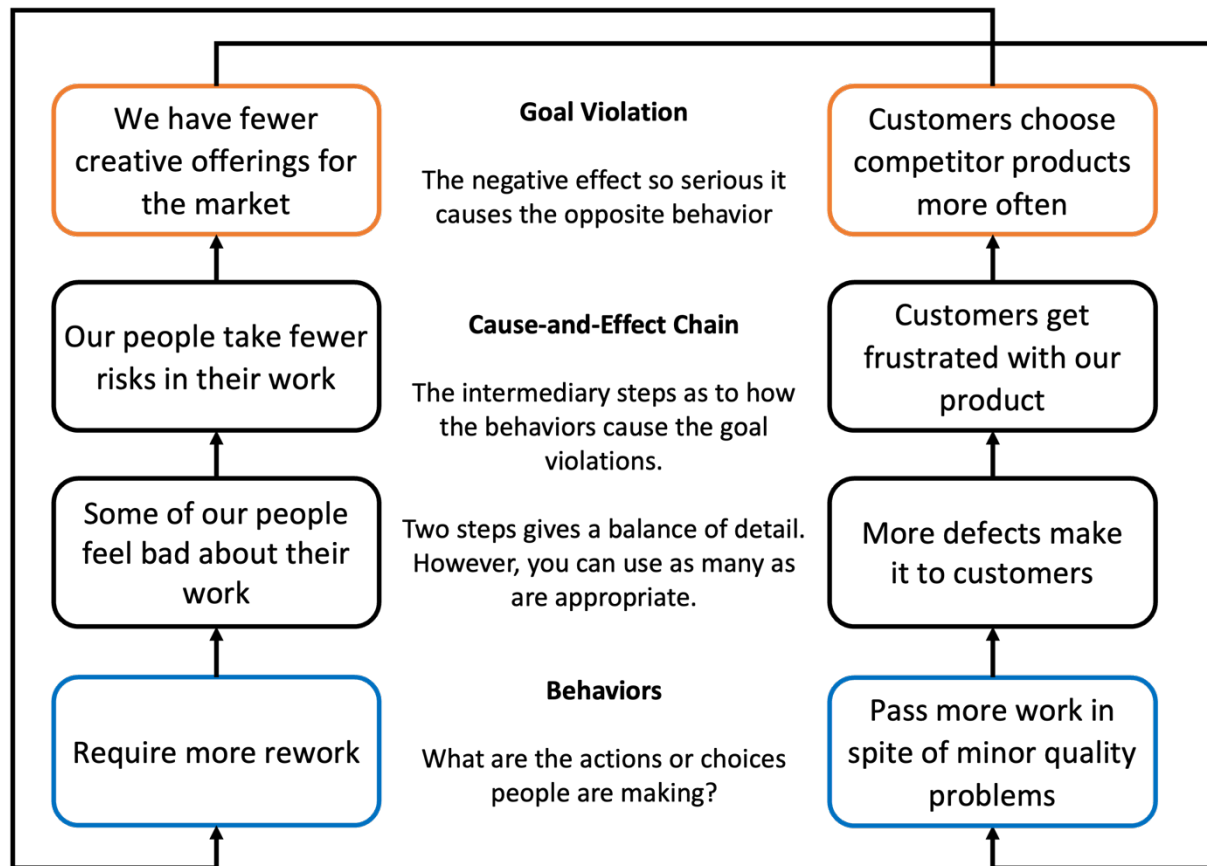 We have fewer
creative offerings for
the market
Goal Violation
The negative effect so serious it
causes the opposite behavior
Customers choose
competitor products
more often
Our people take fewer
risks in their work
Cause-and-Effect Chain
The intermediary steps as to how
the behaviors cause the goal
violations.
Customers get
frustrated with our
product
Some of our people
feel bad about their
work
Two steps gives a balance of detail.
However, you can use as many as
are appropriate.
More defects make
it to customers
Require more rework
Behaviors
What are the actions or choices
people are making?
Pass more work in
spite of minor quality
problems